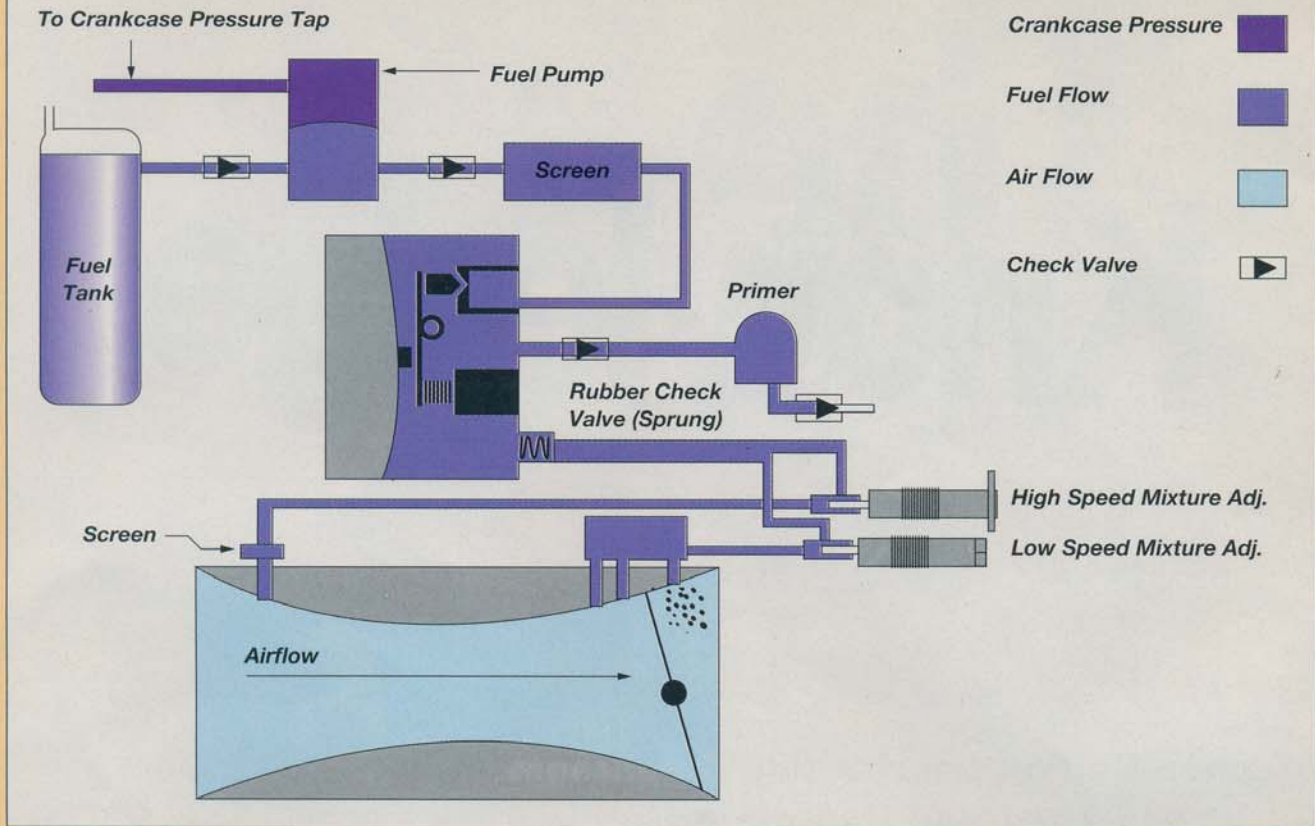 To Crankcase Pressure Tap
Fuel Pump
Screen
Fuel
Tank
Primer
Rubber Check
Valve (Sprung)
High Speed Mixture Adj.
Low Speed Mixture Adj.
Screen
Airflow
Crankcase Pressure
Fuel Flow
Air Flow
Check Valve